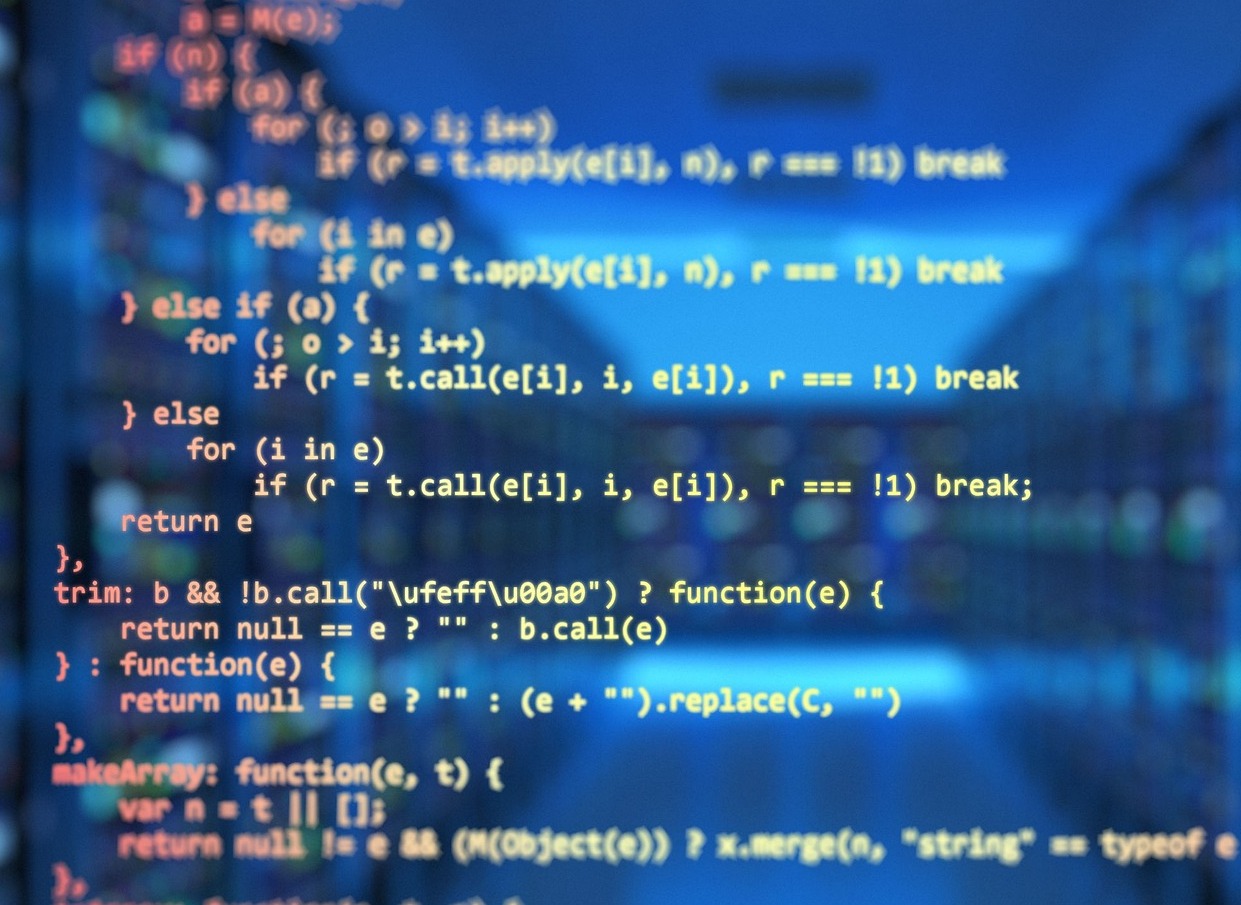 a = M(e);
if (n) {
if (a) {
for (; o > i; i++)
if (r = t.apply(e[i], n), r === !1) break
} else
for (i in e)
if (r = t.apply(e[i], n), r === !1) break
} else if (a) {
for (; o > i; i++)
if (r = t.call(e[i], i, e[i]), r === !1) break
} else
for (i in e)
if (r = t.call(e[i], i, e[i]), r === !1) break;
return e
},
trim: b && !b.call("\ufeff\u00a0") ? function(e) {
return null == e ? "" : b.call(e)
} : function(e) {
return null == e ? "" : (e + "").replace(C, "")
},
makeArray: function(e, t) {
var n = t || [];
return null != e && (M(Object(e)) ? x.merge(n, "string" == typeof e
},